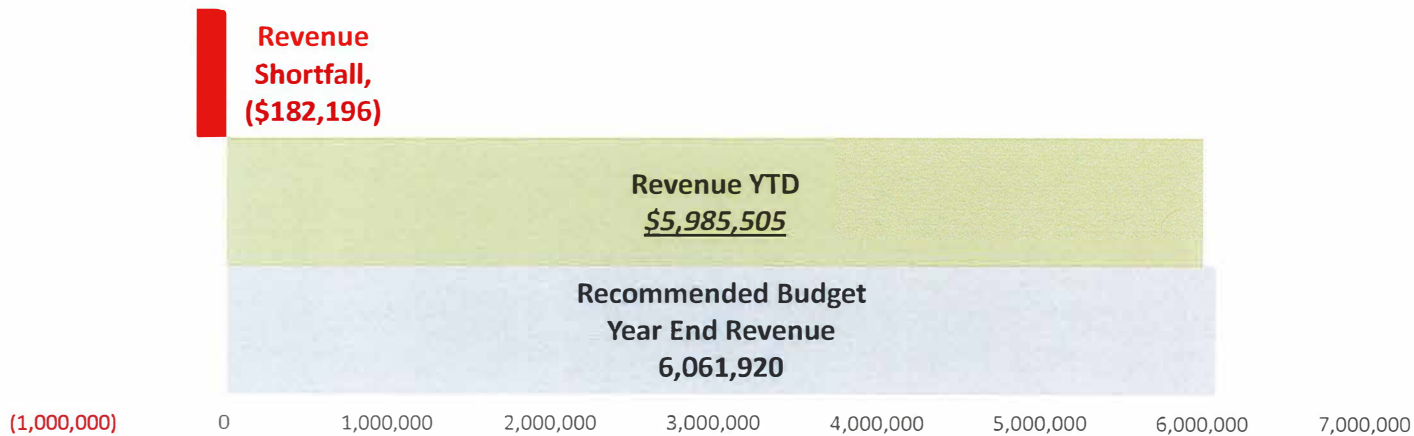 Revenue
Shortfall,
($182,196)
Revenue YTD
$5,985,505
Recommended Budget
Year End Revenue
6,061,920
(1,000,000) 0 1,000,000 2,000,000 3,000,000 4,000,000 5,000,000 6,000,000 7,000,000